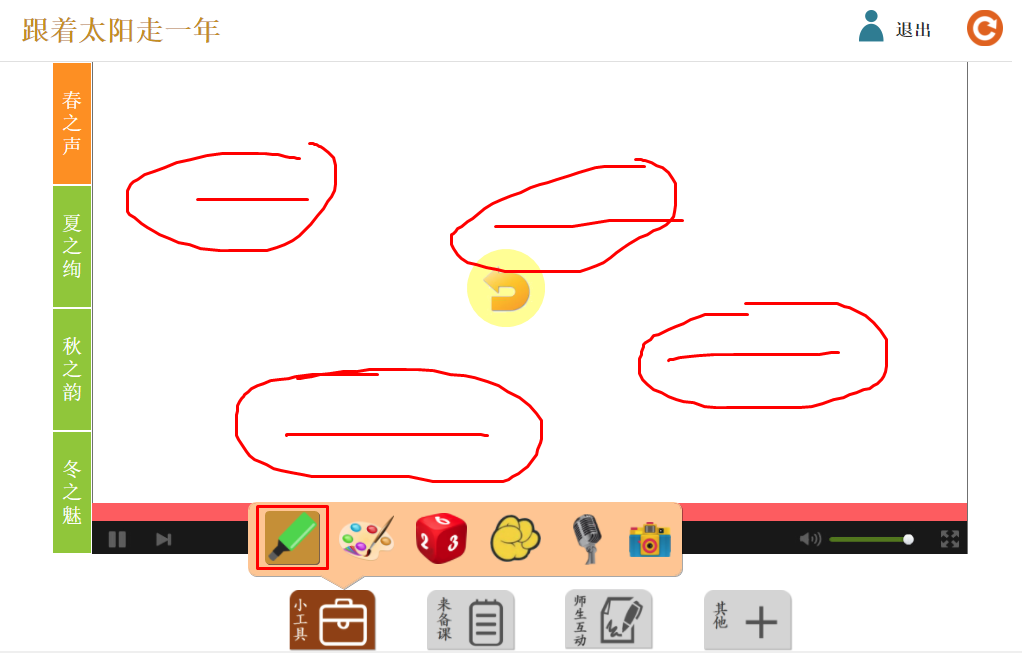 跟着太阳走一年
退出
春之声
夏之绚
秋之韵
冬之魅
小工具
来备课
师生互动
其他